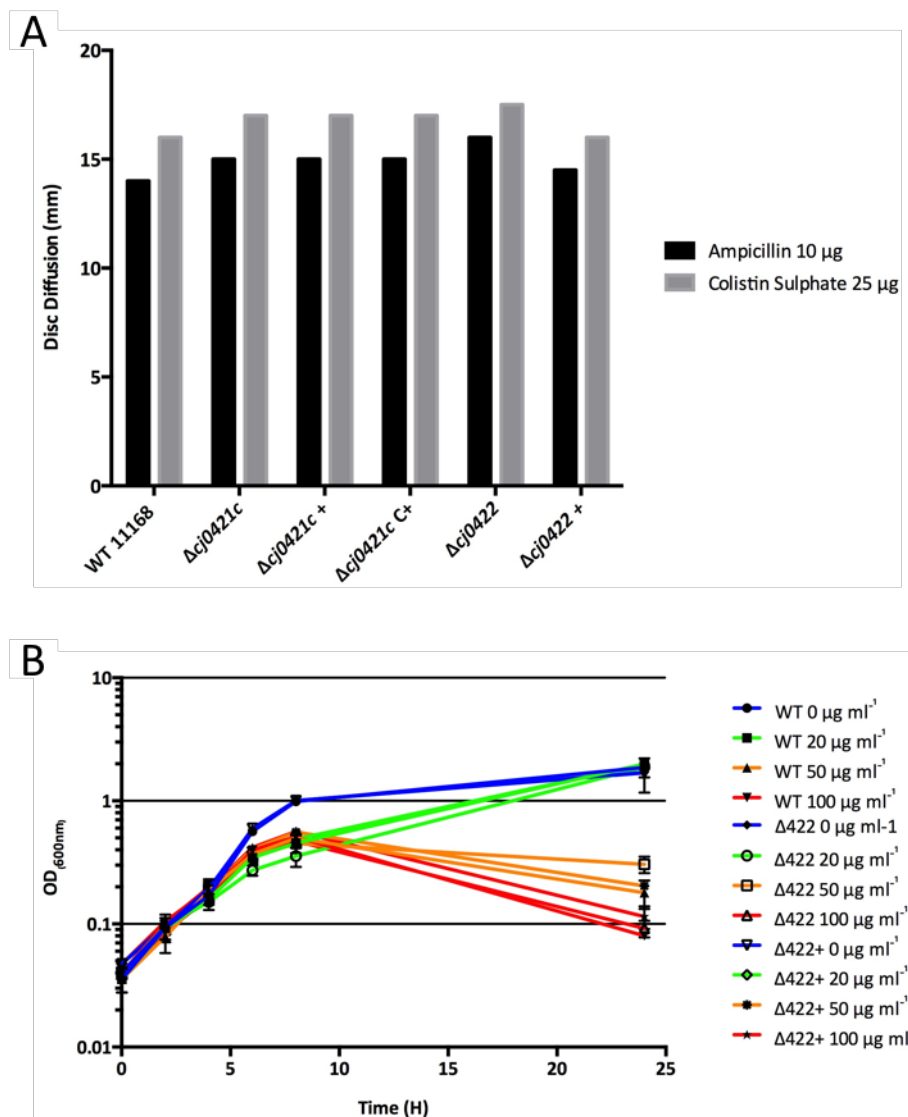 A
20
15
10
5
0
Disc Diffusion (mm)
WT 11168
Δcj0421c
Δcj0421c +
Δcj0421c C+
Δcj0422
Δcj0422 +
Ampicillin 10 μg
Colistin Sulphate 25 μg
B
10
1
0.1
0.01
OD(600nm)
0
5
10
15
20
25
Time (H)
WT 0 μg ml⁻¹
WT 20 μg ml⁻¹
WT 50 μg ml⁻¹
WT 100 μg ml⁻¹
Δ422 0 μg ml-1
Δ422 20 μg ml⁻¹
Δ422 50 μg ml⁻¹
Δ422 100 μg ml⁻¹
Δ422+ 0 μg ml⁻¹
Δ422+ 20 μg ml⁻¹
Δ422+ 50 μg ml⁻¹
Δ422+ 100 μg ml